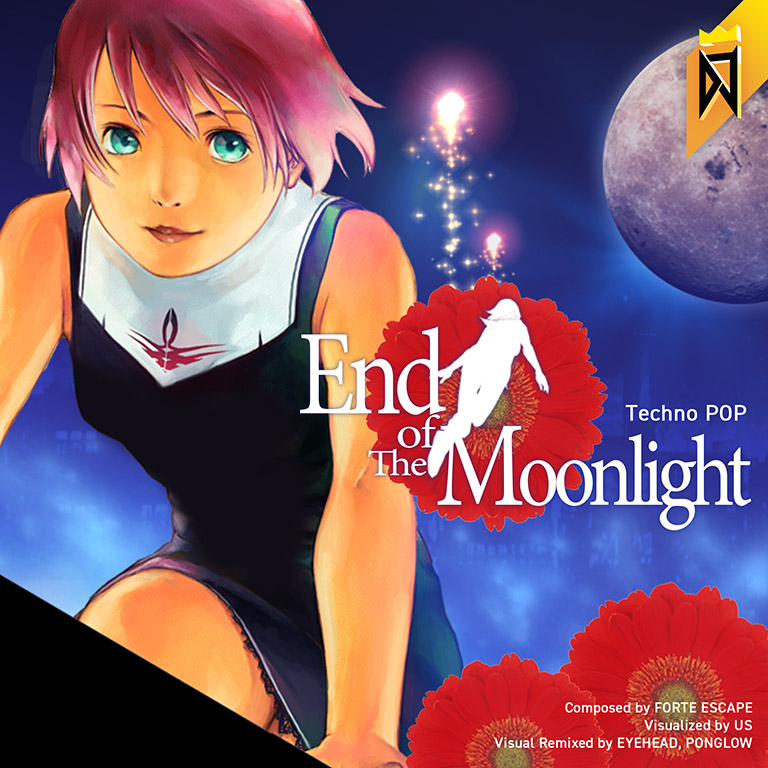 End
of
The
Moonlight
Techno POP
Composed by FORTE ESCAPE
Visualized by US
Visual Remixed by EYEHEAD, PONGLOW